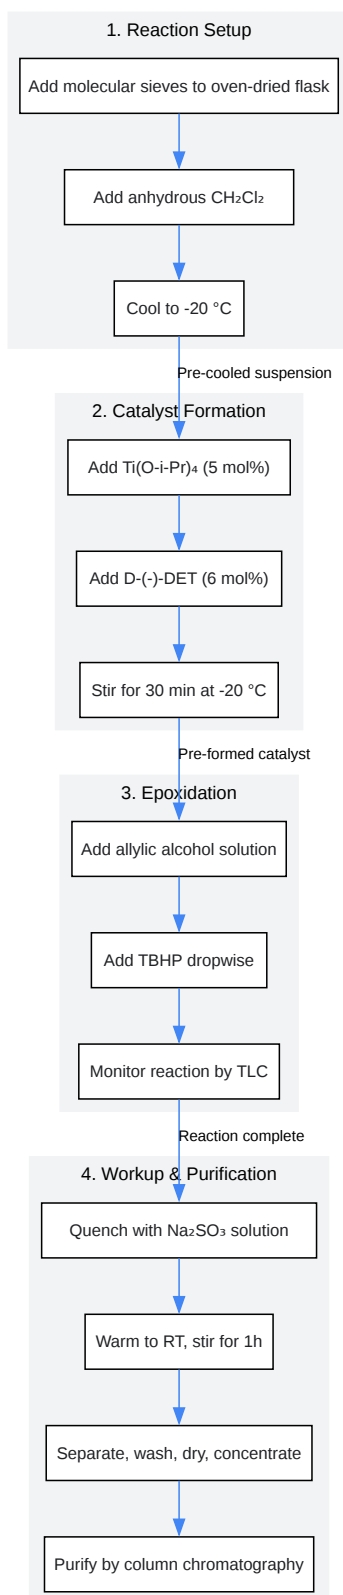 1. Reaction Setup
Add molecular sieves to oven-dried flask
Add anhydrous CH₂Cl₂
Cool to -20 °C
Pre-cooled suspension
2. Catalyst Formation
Add Ti(O-i-Pr)₄ (5 mol%)
Add D-(-)-DET (6 mol%)
Stir for 30 min at -20 °C
Pre-formed catalyst
3. Epoxidation
Add allylic alcohol solution
Add TBHP dropwise
Monitor reaction by TLC
Reaction complete
4. Workup & Purification
Quench with Na₂SO₃ solution
Warm to RT, stir for 1h
Separate, wash, dry, concentrate
Purify by column chromatography